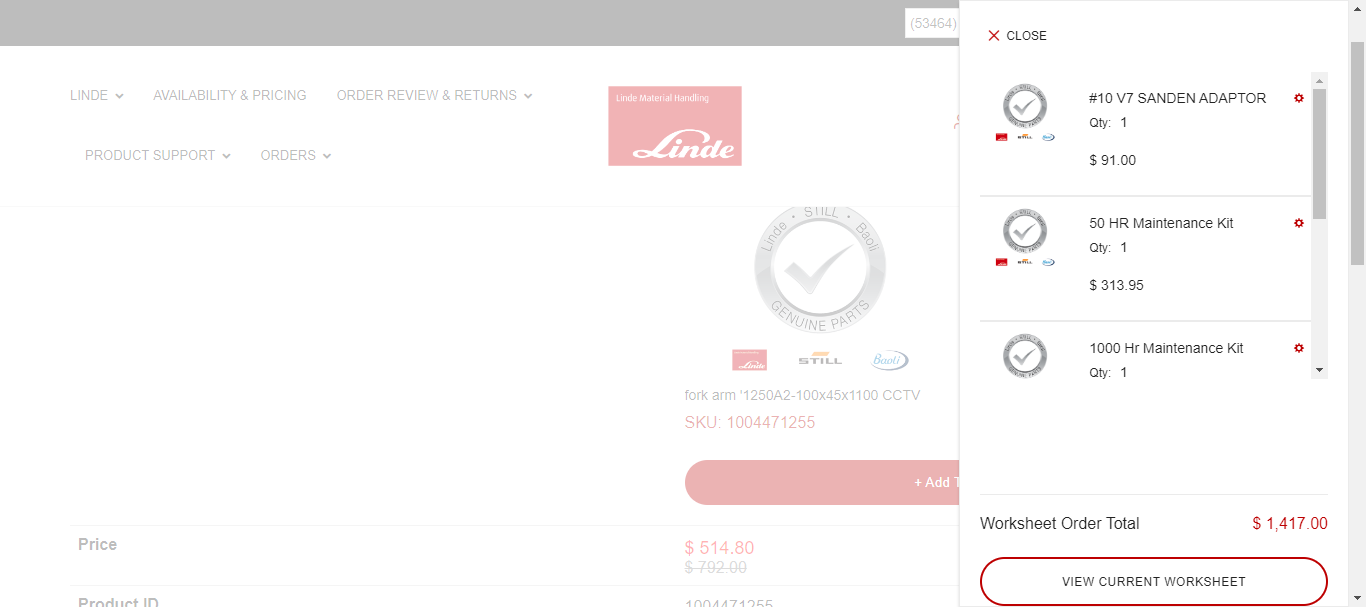 (53464)
CLOSE
LINDE
AVAILABILITY & PRICING
ORDER REVIEW & RETURNS
Linde Material Handling
Linde
PRODUCT SUPPORT
ORDERS
Linde • STILL • Baoli
GENUINE PARTS
STILL
Baoli
fork arm '1250A2-100x45x1100 CCTV
SKU: 1004471255
+ Add T
Price
$ 514.80
$ 792.00
Product ID
1004471255
#10 V7 SANDEN ADAPTOR
Qty: 1
$ 91.00
50 HR Maintenance Kit
Qty: 1
$ 313.95
1000 Hr Maintenance Kit
Qty: 1
Worksheet Order Total
$ 1,417.00
VIEW CURRENT WORKSHEET